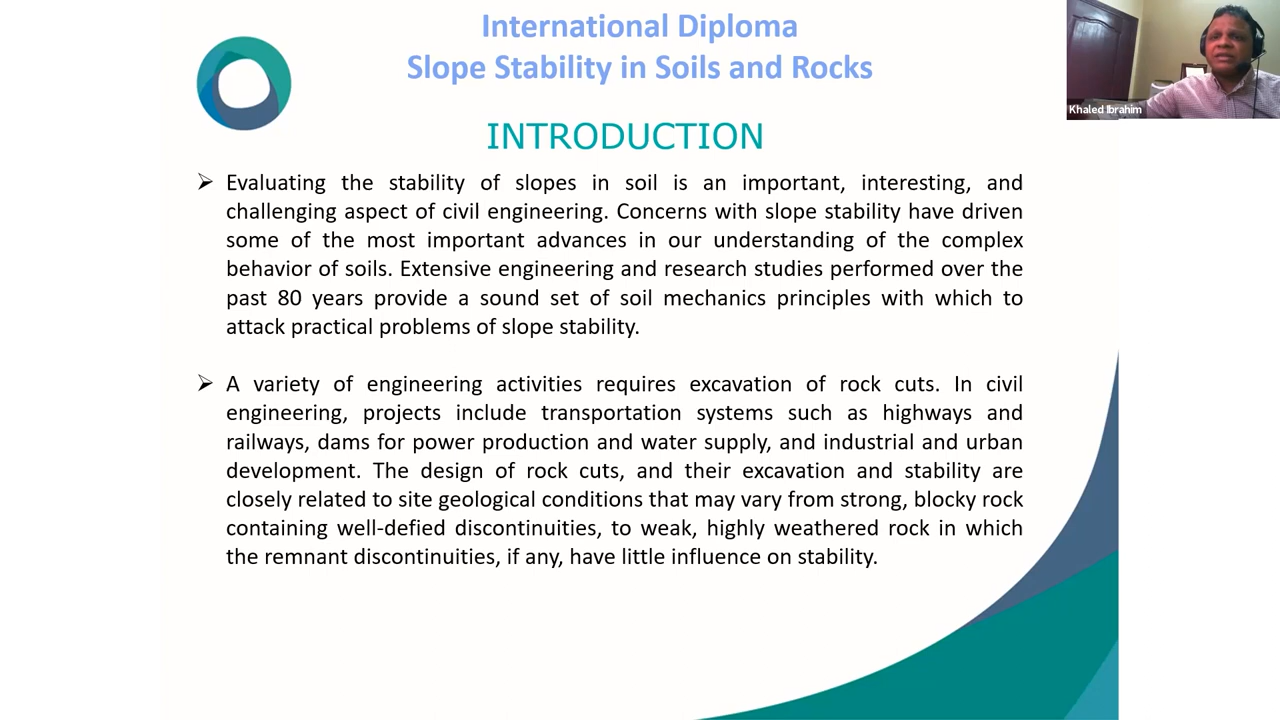 International Diploma
Slope Stability in Soils and Rocks
Khaled Ibrahim
INTRODUCTION
➢ Evaluating the stability of slopes in soil is an important, interesting, and
challenging aspect of civil engineering. Concerns with slope stability have driven
some of the most important advances in our understanding of the complex
behavior of soils. Extensive engineering and research studies performed over the
past 80 years provide a sound set of soil mechanics principles with which to
attack practical problems of slope stability.
➢ A variety of engineering activities requires excavation of rock cuts. In civil
engineering, projects include transportation systems such as highways and
railways, dams for power production and water supply, and industrial and urban
development. The design of rock cuts, and their excavation and stability are
closely related to site geological conditions that may vary from strong, blocky rock
containing well-defied discontinuities, to weak, highly weathered rock in which
the remnant discontinuities, if any, have little influence on stability.